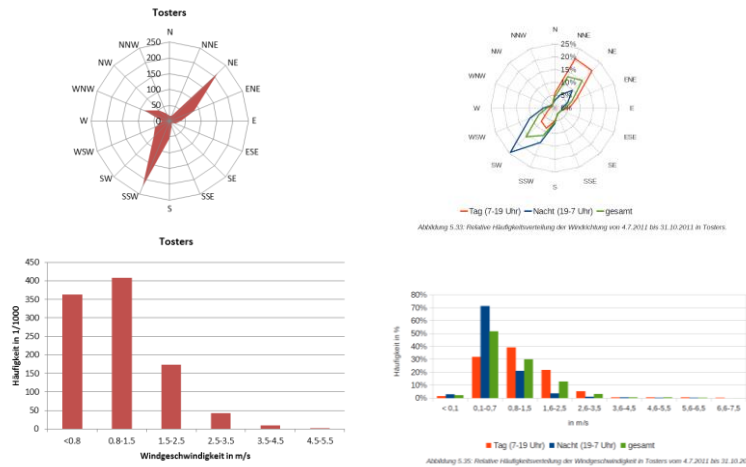 Tosters
N
NNE
NE
ENE
E
ESE
SE
SSE
S
SSW
SW
WSW
W
WNW
NW
NNW
250
200
150
100
50
0
N
NNE
NE
ENE
E
ESE
SE
SSE
S
SSW
SW
WSW
W
WNW
NW
NNW
25%
20%
15%
10%
5%
Tag (7-19 Uhr) Nacht (19-7 Uhr) gesamt
Abbildung 5.33: Relative Häufigkeitsverteilung der Windrichtung von 4.7.2011 bis 31.10.2011 in Tosters.
Tosters
Häufigkeit in 1/1000
450
400
350
300
250
200
150
100
50
0
<0.8 0.8-1.5 1.5-2.5 2.5-3.5 3.5-4.5 4.5-5.5
Windgeschwindigkeit in m/s
Häufigkeit in %
80%
70%
60%
50%
40%
30%
20%
10%
0%
< 0,1 0,1-0,7 0,8-1,5 1,6-2,5 2,6-3,5 3,6-4,5 4,6-5,5 5,6-6,5 6,6-7,5
in m/s
Tag (7-19 Uhr) Nacht (19-7 Uhr) gesamt
Abbildung 5.35: Relative Häufigkeitsverteilung der Windgeschwindigkeit in Tosters vom 4.7.2011 bis 31.10.20